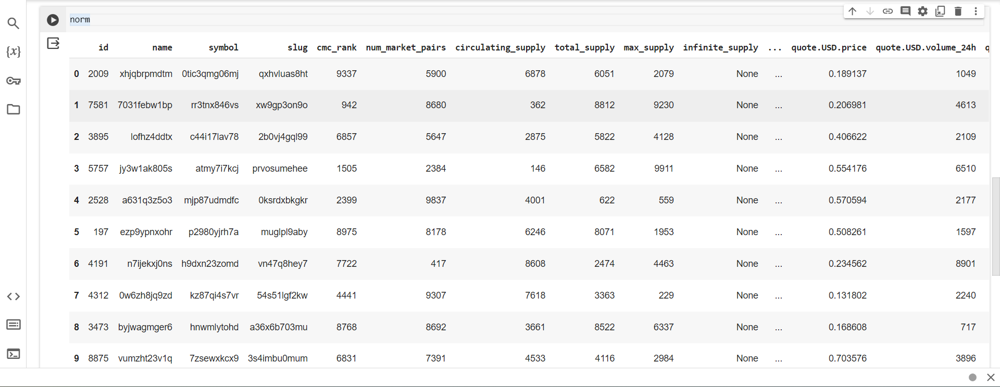 norm
id name symbol slug cmc_rank num_market_pairs circulating_supply total_supply max_supply infinite_supply ... quote.USD.price quote.USD.volume_24h q
0 2009 xhjqbrpmdtm 0tic3qmg06mj qxhvluas8ht 9337 5900 6878 6051 2079 None ... 0.189137 1049
1 7581 7031febw1bp rr3tnx846vs xw9gp3on9o 942 8680 362 8812 9230 None ... 0.206981 4613
2 3895 lofhz4ddtx c44i17lav78 2b0vj4gql99 6857 5647 2875 5822 4128 None ... 0.406622 2109
3 5757 jy3w1ak805s atmy7i7kcj prvosumehee 1505 2384 146 6582 9911 None ... 0.554176 6510
4 2528 a631q3z5o3 mjp87udmdfc 0ksrdxbkgkr 2399 9837 4001 622 559 None ... 0.570594 2177
5 197 ezp9ypnxohr p2980yjrh7a muglpl9aby 8975 8178 6246 8071 1953 None ... 0.508261 1597
6 4191 n7ijekxj0ns h9dxn23zomd vn47q8hey7 7722 417 8608 2474 4463 None ... 0.234562 8901
7 4312 0w6zh8jq9zd kz87qi4s7vr 54s51lgf2kw 4441 9307 7618 3363 229 None ... 0.131802 2240
8 3473 byjwagmger6 hnwmlytohd a36x6b703mu 8768 8692 3661 8522 6337 None ... 0.168608 717
9 8875 vumzht23v1q 7zsewxkcx9 3s4imbu0mum 6831 7391 4533 4116 2984 None ... 0.703576 3896